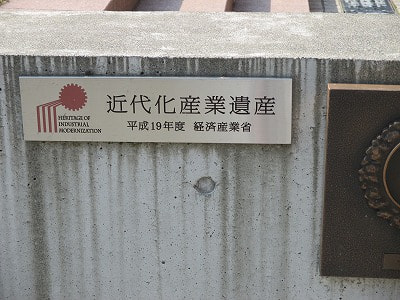 近代化産業遺産
平成19年度 経済産業省
HERITAGE OF
INDUSTRIAL
MODERNIZATION